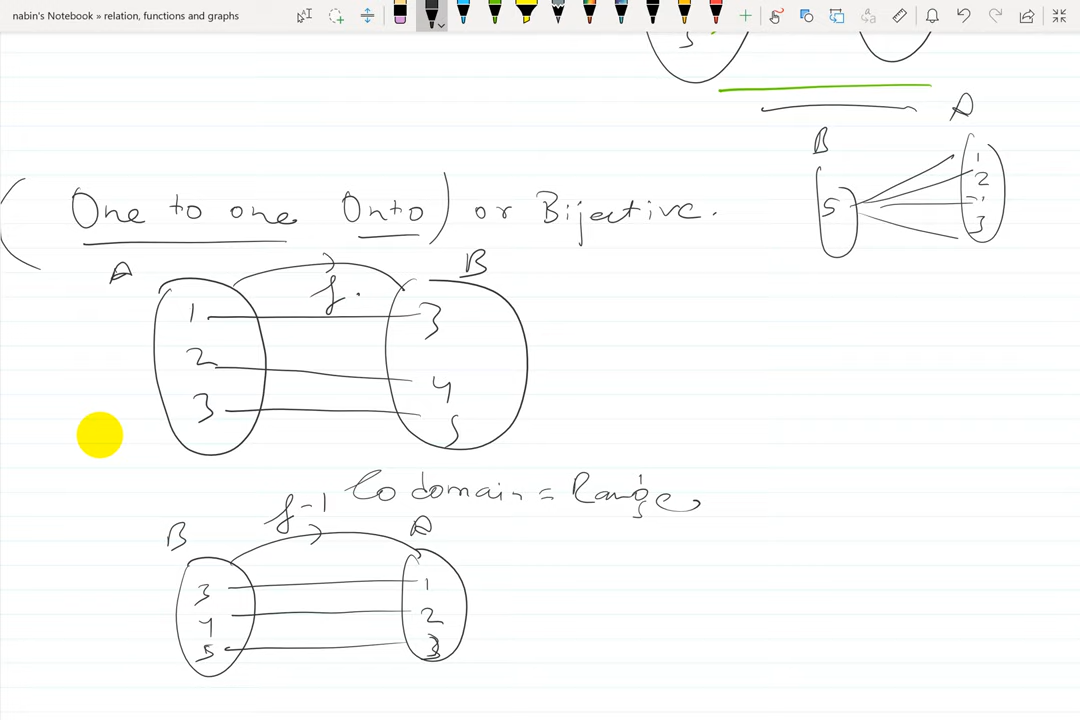 nabin's Notebook » relation, functions and graphs
3
B A
5 1
2
3
(One to one Onto) or Bijective.
A B
f.
1 3
2 4
3 5
Co domain = Range
f-1
B A
3 1
4 2
5 3